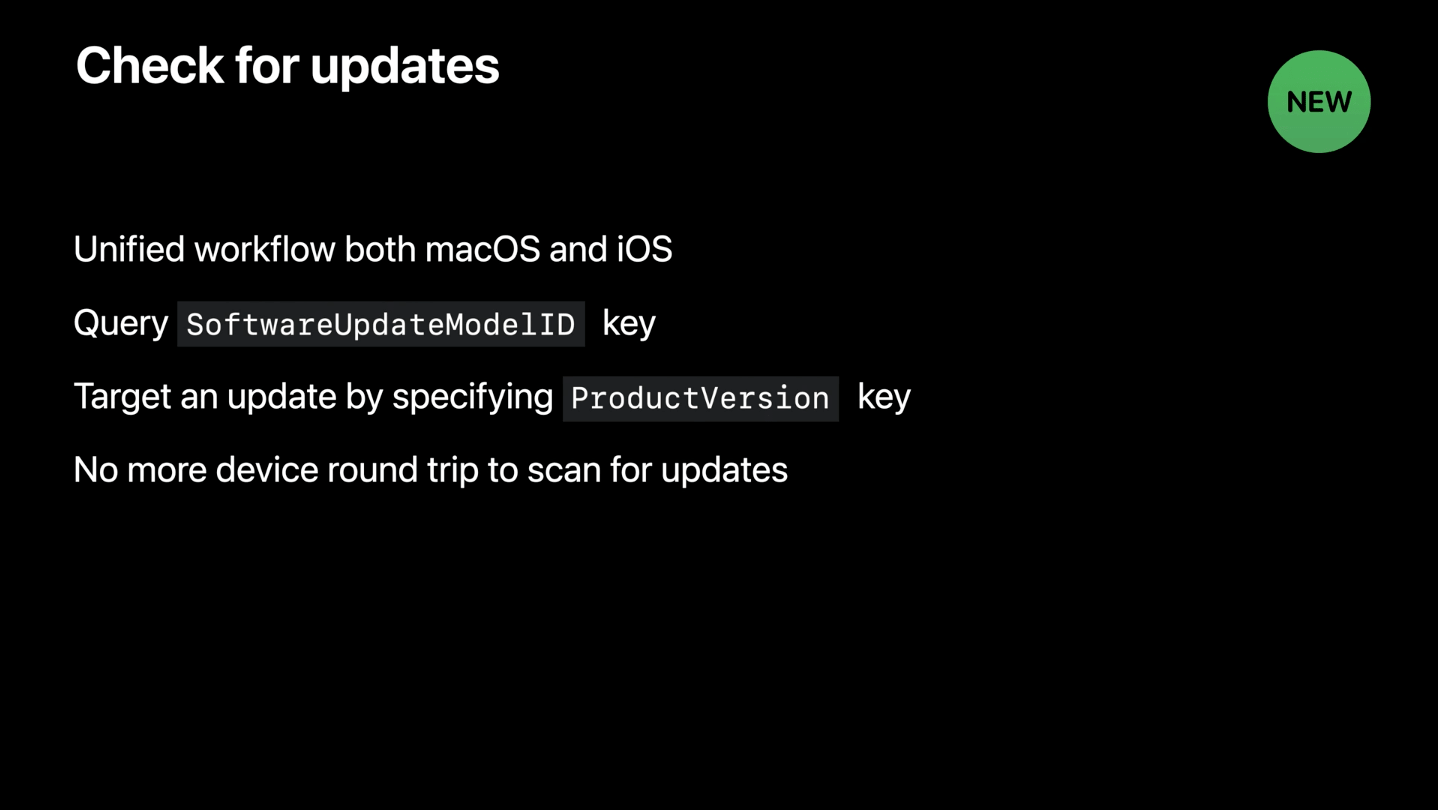 Check for updates
NEW
Unified workflow both macOS and iOS
Query SoftwareUpdateModelID key
Target an update by specifying ProductVersion key
No more device round trip to scan for updates